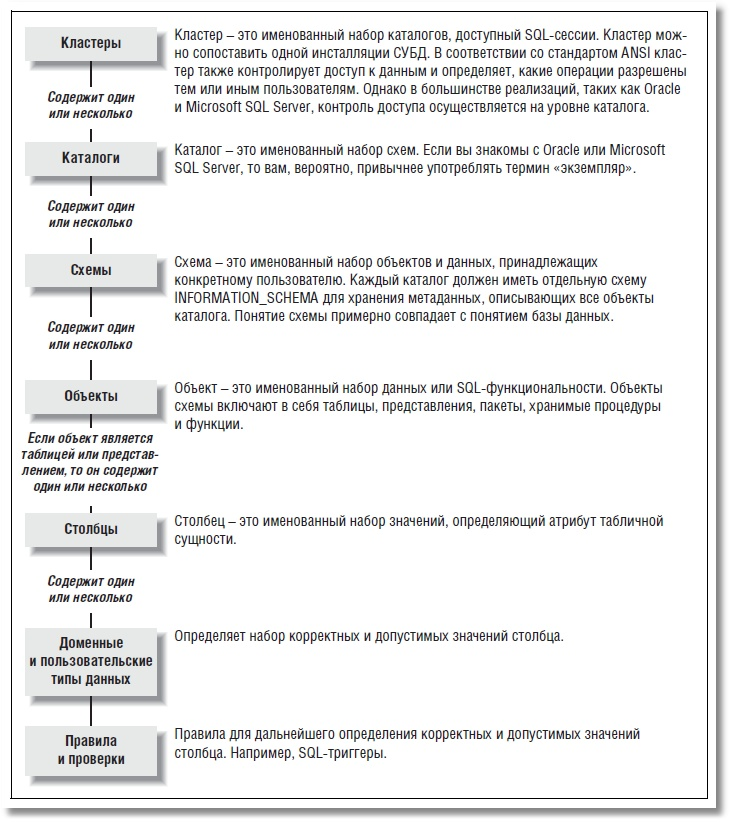 Кластеры
Кластер – это именованный набор каталогов, доступный SQL-сессии. Кластер мож-
но сопоставить одной инсталляции СУБД. В соответствии со стандартом ANSI клас-
тер также контролирует доступ к данным и определяет, какие операции разрешены
тем или иным пользователям. Однако в большинстве реализаций, таких как Oracle
и Microsoft SQL Server, контроль доступа осуществляется на уровне каталога.
Содержит один
или несколько
Каталоги
Каталог – это именованный набор схем. Если вы знакомы с Oracle или Microsoft
SQL Server, то вам, вероятно, привычнее употреблять термин «экземпляр».
Содержит один
или несколько
Схемы
Схема – это именованный набор объектов и данных, принадлежащих
конкретному пользователю. Каждый каталог должен иметь отдельную схему
INFORMATION_SCHEMA для хранения метаданных, описывающих все объекты
каталога. Понятие схемы примерно совпадает с понятием базы данных.
Содержит один
или несколько
Объекты
Объект – это именованный набор данных или SQL-функциональности. Объекты
схемы включают в себя таблицы, представления, пакеты, хранимые процедуры
и функции.
Если объект является
таблицей или представ-
лением, то он содержит
один или несколько
Столбцы
Столбец – это именованный набор значений, определяющий атрибут табличной
сущности.
Содержит один
или несколько
Доменные
и пользовательские
типы данных
Определяет набор корректных и допустимых значений столбца.
Правила
и проверки
Правила для дальнейшего определения корректных и допустимых значений
столбца. Например, SQL-триггеры.